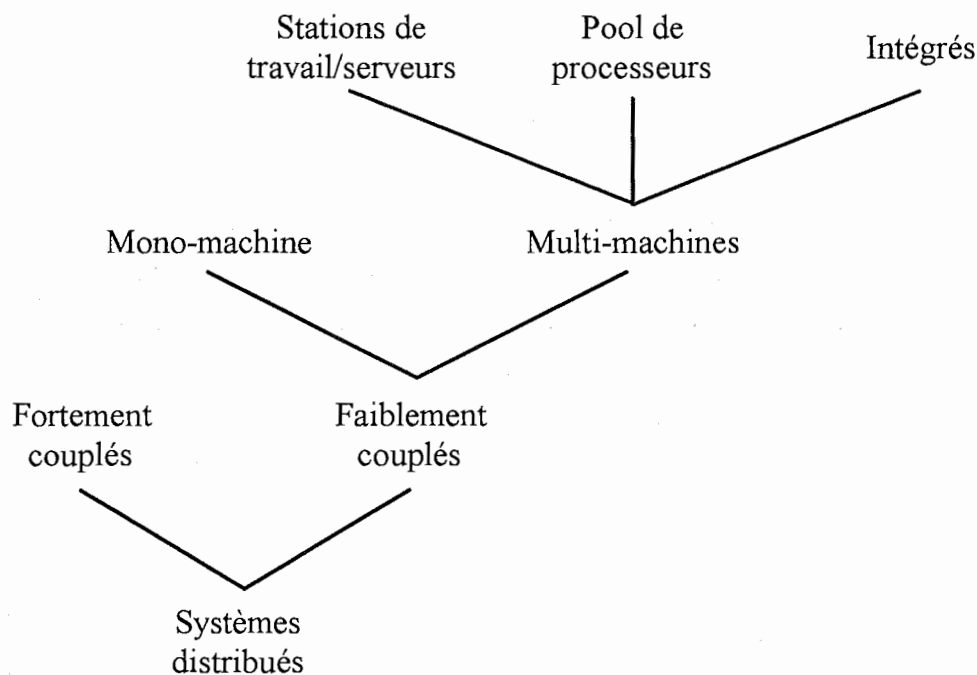 Stations de
travail/serveurs
Pool de
processeurs
Intégrés
Mono-machine
Multi-machines
Fortement
couplés
Faiblement
couplés
Systèmes
distribués